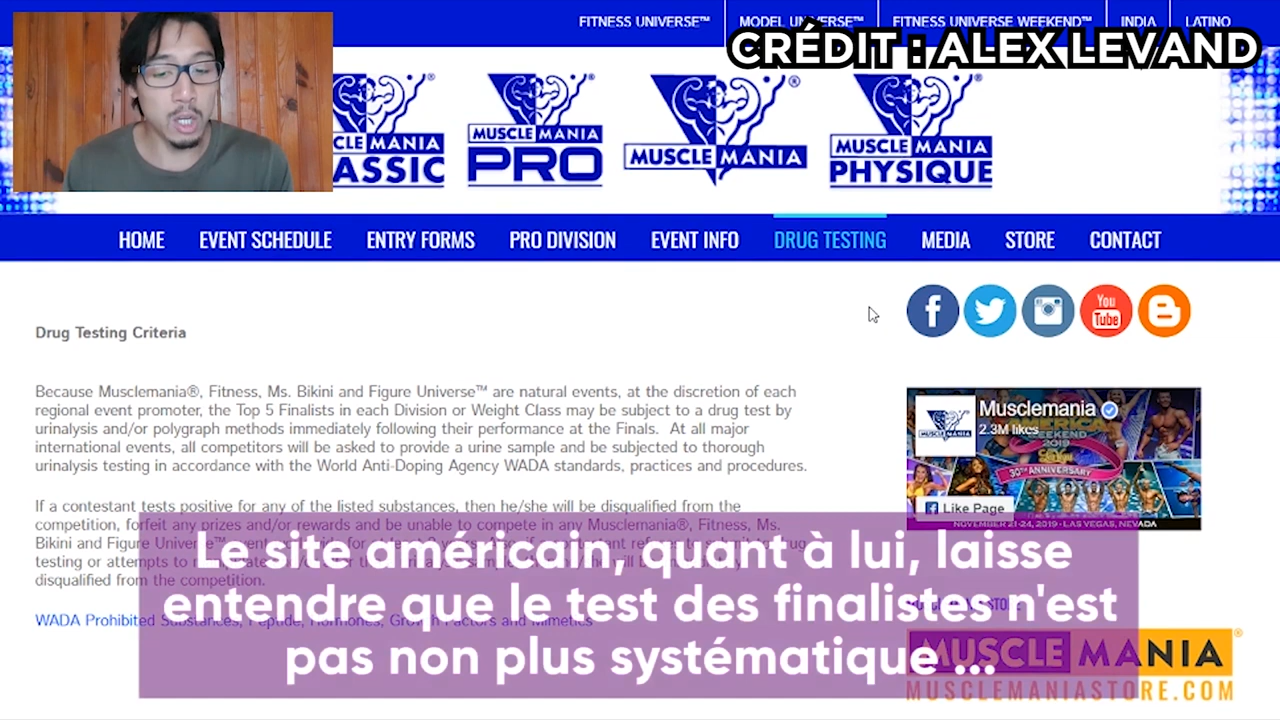 FITNESS UNIVERSE™ MODEL UNIVERSE™ FITNESS UNIVERSE WEEKEND™ INDIA LATINO
CRÉDIT : ALEX LEVAND
MUSCLE MANIA
ASSIC
MUSCLE MANIA
PRO
MUSCLE MANIA
MUSCLE MANIA
PHYSIQUE
HOME EVENT SCHEDULE ENTRY FORMS PRO DIVISION EVENT INFO DRUG TESTING MEDIA STORE CONTACT
You
Tube
Drug Testing Criteria
Because Musclemania®, Fitness, Ms. Bikini and Figure Universe™ are natural events, at the discretion of each
regional event promoter, the Top 5 Finalists in each Division or Weight Class may be subject to a drug test by
urinalysis and/or polygraph methods immediately following their performance at the Finals. At all major
international events, all competitors will be asked to provide a urine sample and be subjected to thorough
urinalysis testing in accordance with the World Anti-Doping Agency WADA standards, practices and procedures.
If a contestant tests positive for any of the listed substances, then he/she will be disqualified from the
competition, forfeit any prizes and/or rewards and be unable to compete in any Musclemania®, Fitness, Ms.
Bikini and Figure Universe™
testing or attempts to
disqualified from the competition.
WADA Prohibited Substances, Peptide, Hormones, Growth Factors and Mimetics
Musclemania
2.3M likes
WEEKEND
2019
30TH ANNIVERSARY
Like Page
NOVEMBER 21-24, 2019 - LAS VEGAS, NEVADA
Le site américain, quant à lui, laisse
entendre que le test des finalistes n'est
pas non plus systématique ...
MUSCLE MANIA®
MUSCLEMANIASTORE.COM